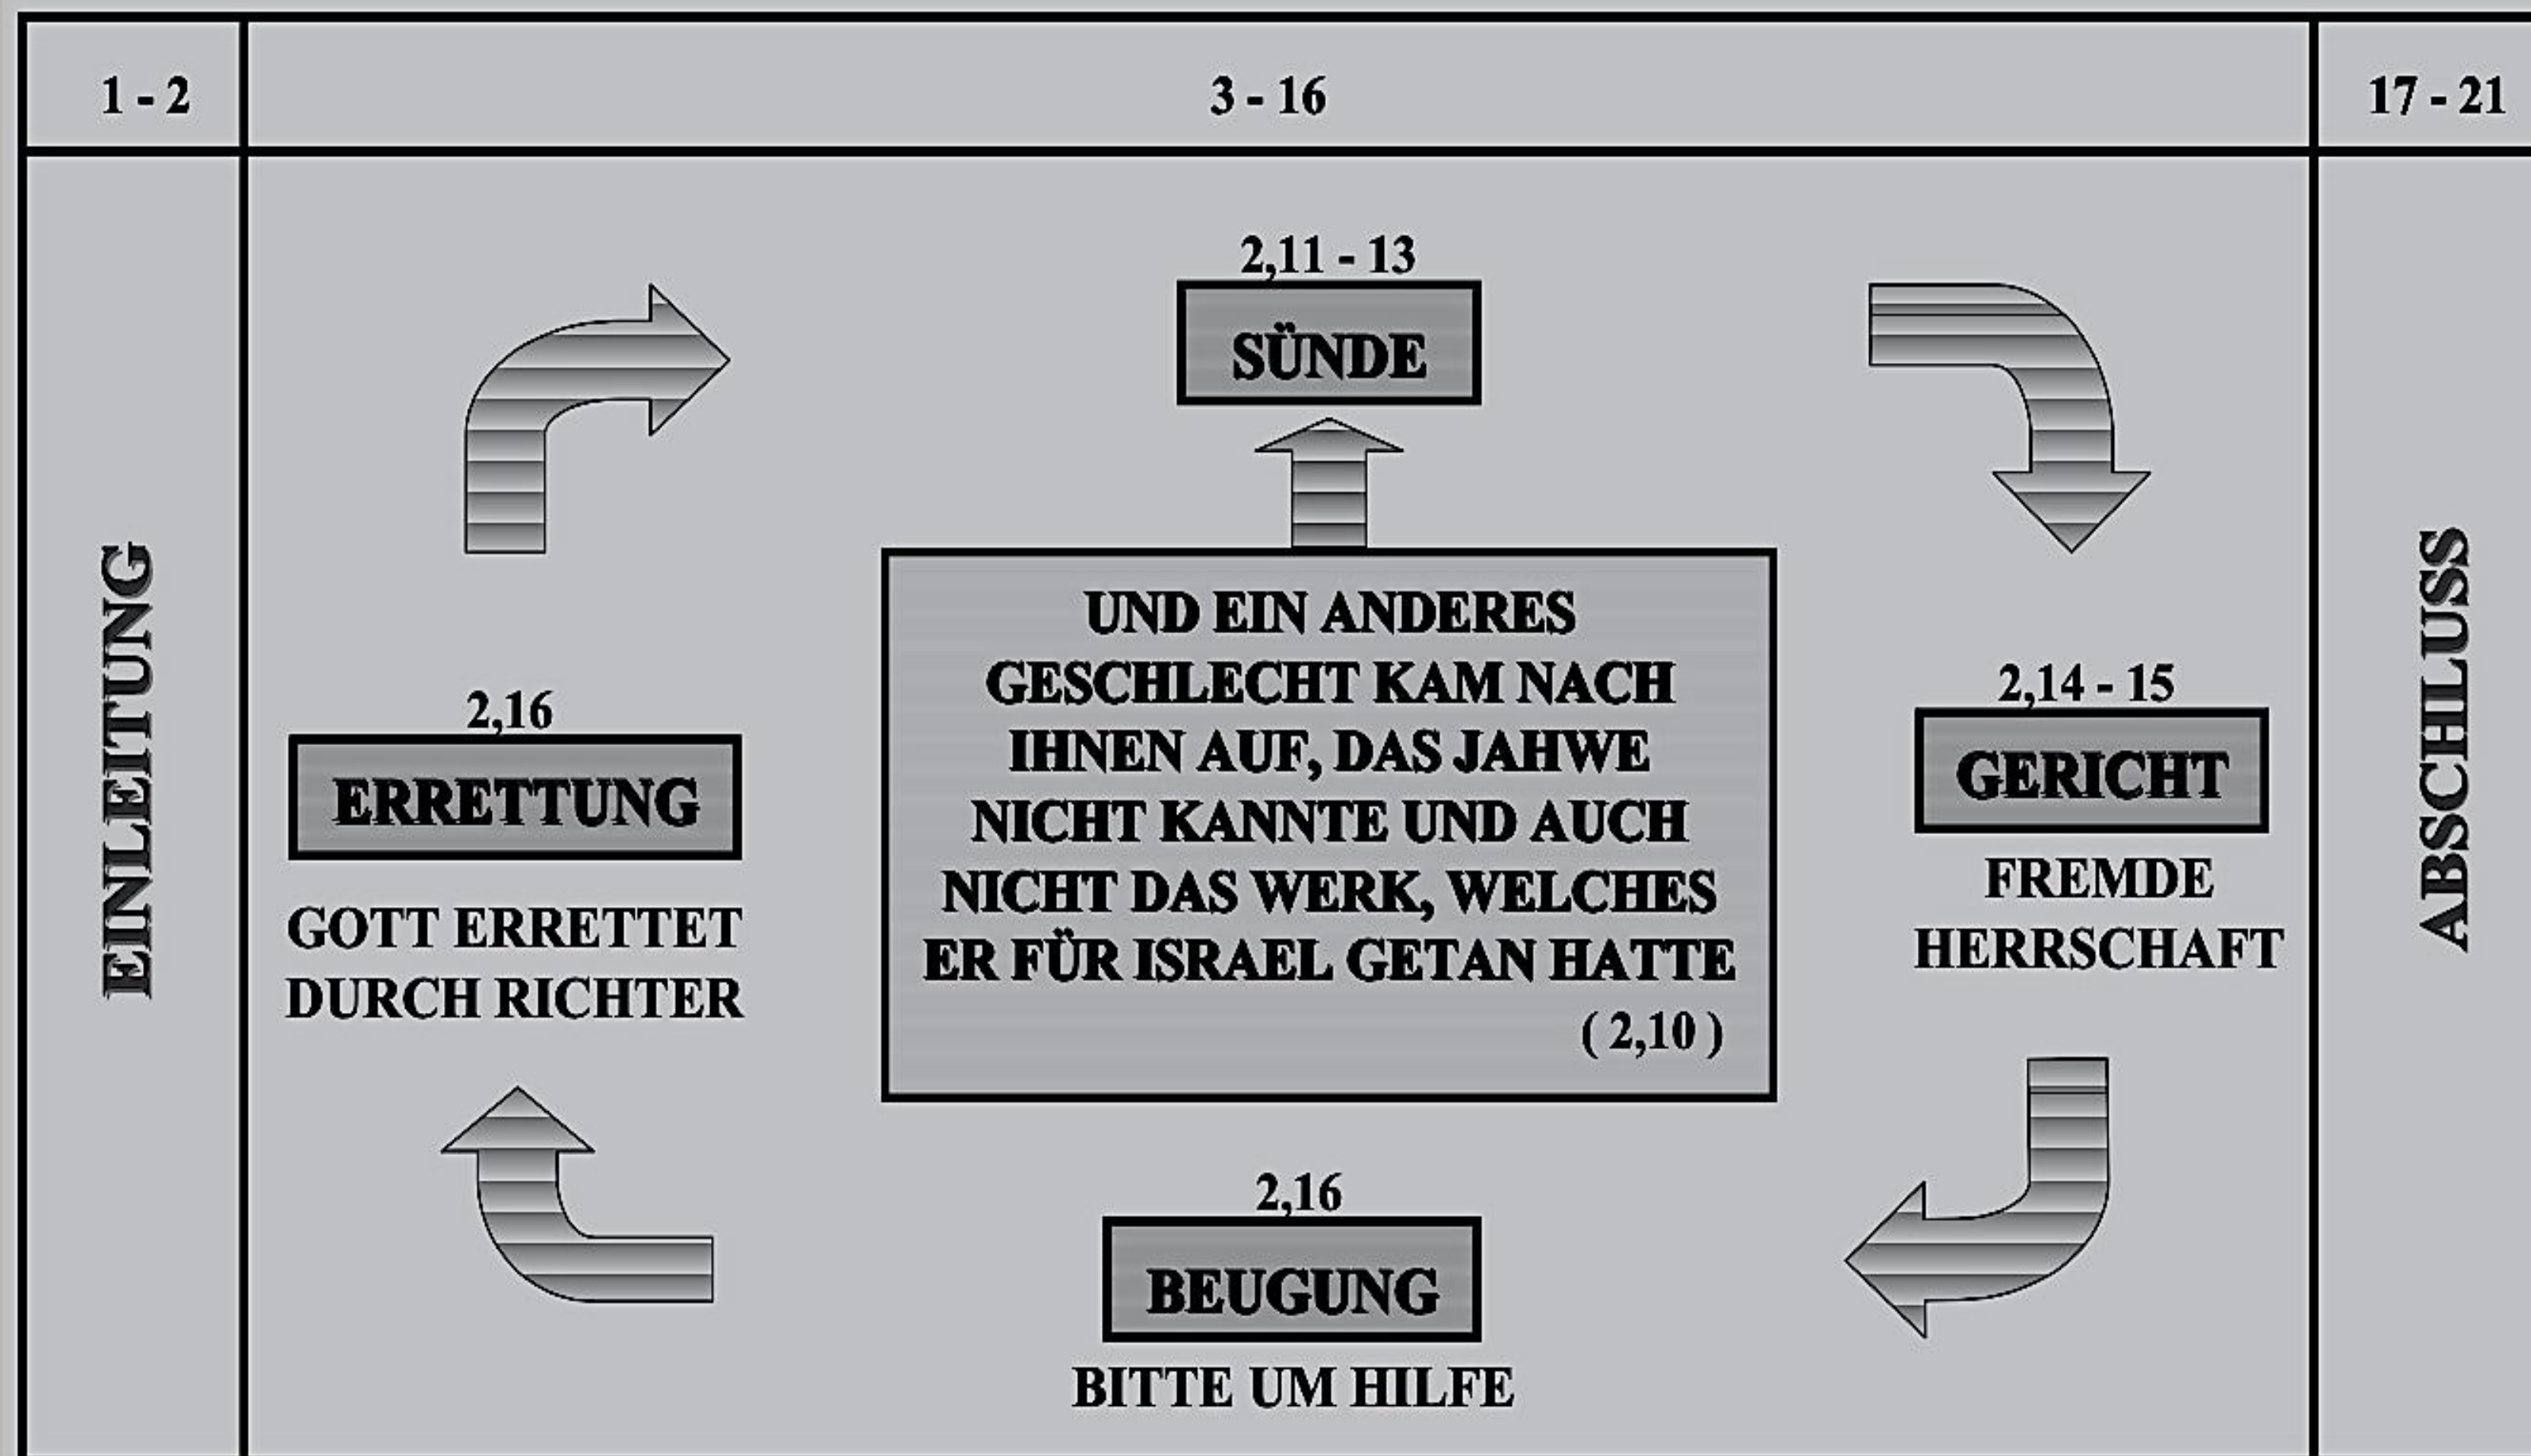 1 - 2
3 - 16
17 - 21
EINLEITUNG
2,11 - 13
SÜNDE
2,14 - 15
GERICHT
FREMDE
HERRSCHAFT
2,16
BEUGUNG
BITTE UM HILFE
2,16
ERRETTUNG
GOTT ERRETTET
DURCH RICHTER
UND EIN ANDERES
GESCHLECHT KAM NACH
IHNEN AUF, DAS JAHWE
NICHT KANNTE UND AUCH
NICHT DAS WERK, WELCHES
ER FÜR ISRAEL GETAN HATTE
( 2,10 )
ABSCHLUSS